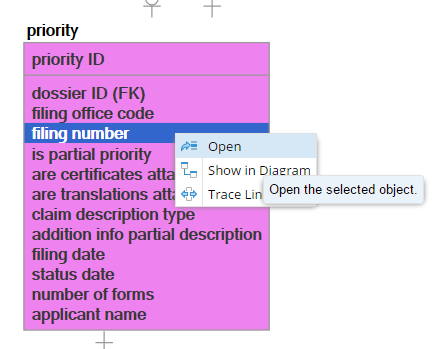 priority
priority ID
dossier ID (FK)
filing office code
filing number
is partial priority
are certificates atta
are translations atta
claim description type
addition info partial description
filing date
status date
number of forms
applicant name
Open
Show in Diagram
Trace Lin
Open the selected object.